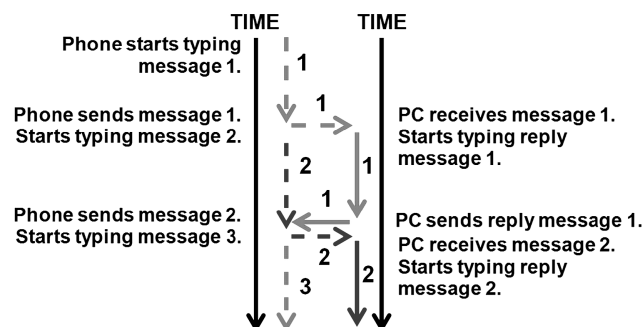 TIME
TIME
Phone starts typing
message 1.
1
Phone sends message 1.
Starts typing message 2.
1
PC receives message 1.
Starts typing reply
message 1.
2
1
1
Phone sends message 2.
Starts typing message 3.
PC sends reply message 1.
PC receives message 2.
Starts typing reply
message 2.
2
3
2